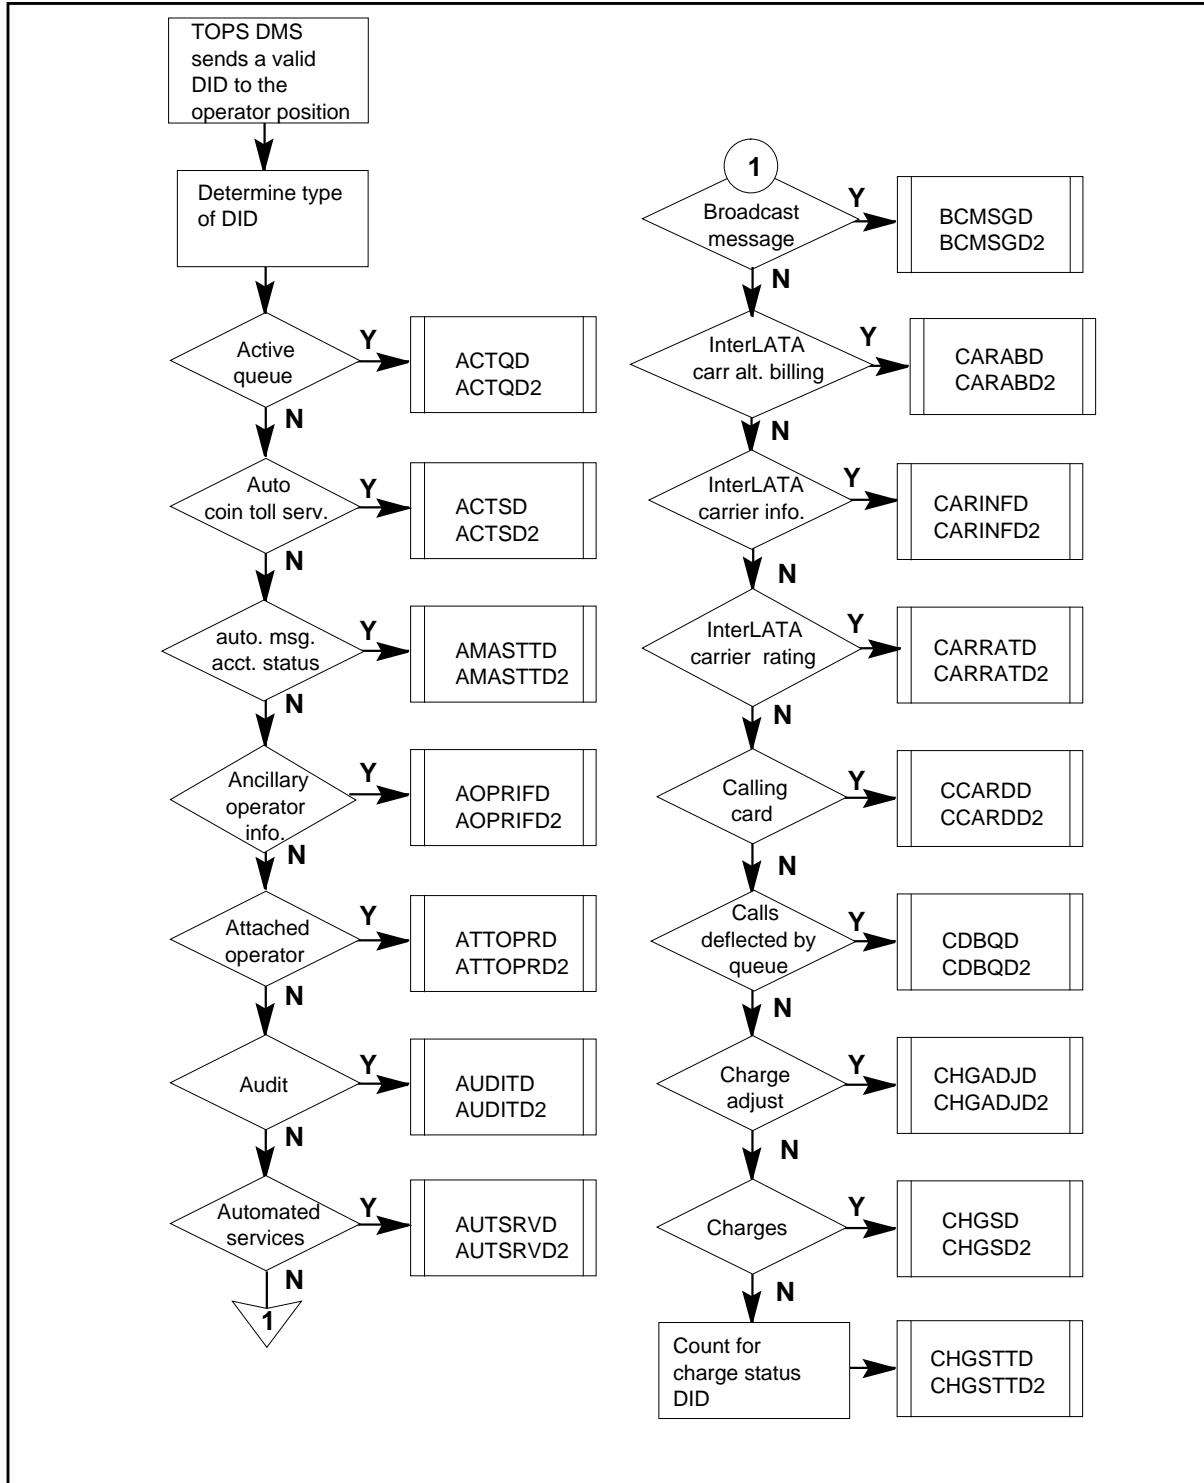 TOPS DMS
sends a valid
DID to the
operator position
Determine type
of DID
Active
queue
Y
ACTQD
ACTQD2
N
Auto
coin toll serv.
Y
ACTSD
ACTSD2
N
auto. msg.
acct. status
Y
AMASTTD
AMASTTD2
N
Ancillary
operator
info.
Y
AOPRIFD
AOPRIFD2
N
Attached
operator
Y
ATTOPRD
ATTOPRD2
N
Audit
Y
AUDITD
AUDITD2
N
Automated
services
Y
AUTSRVD
AUTSRVD2
N
1
1
Broadcast
message
Y
BCMSGD
BCMSGD2
N
InterLATA
carr alt. billing
Y
CARABD
CARABD2
N
InterLATA
carrier info.
Y
CARINFD
CARINFD2
N
InterLATA
carrier rating
Y
CARRATD
CARRATD2
N
Calling
card
Y
CCARDD
CCARDD2
N
Calls
deflected by
queue
Y
CDBQD
CDBQD2
N
Charge
adjust
Y
CHGADJD
CHGADJD2
N
Charges
Y
CHGSD
CHGSD2
N
Count for
charge status
DID
CHGSTTD
CHGSTTD2